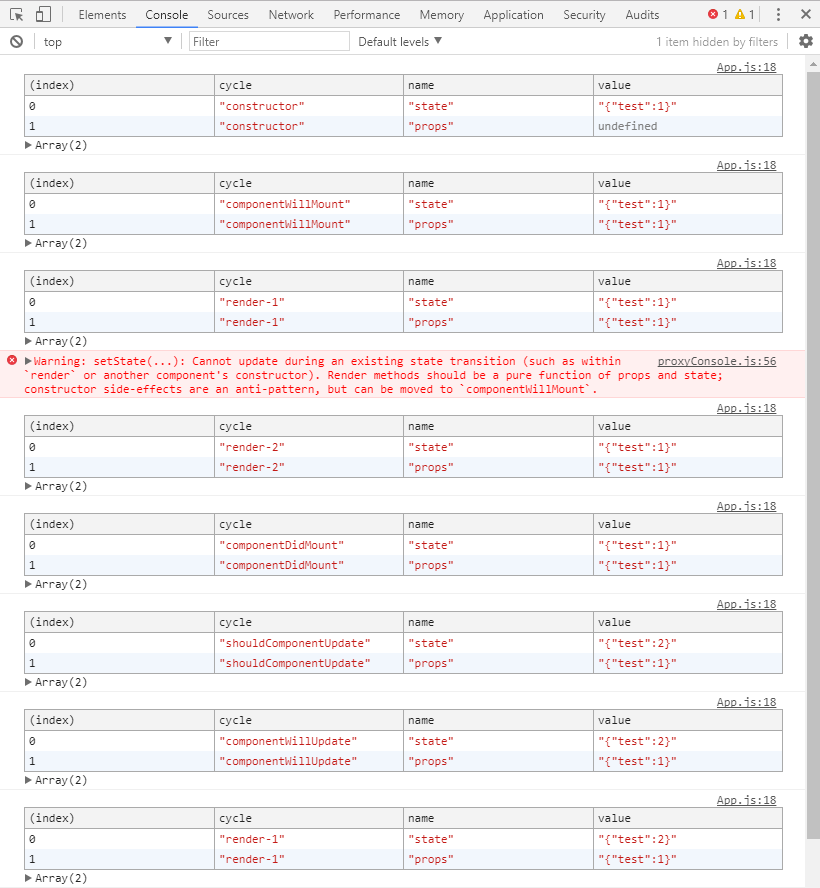 Elements Console Sources Network Performance Memory Application Security Audits 1 1
top Filter Default levels 1 item hidden by filters
App.js:18
(index) cycle name value
0 "constructor" "state" "{"test":1}"
1 "constructor" "props" undefined
Array(2)
App.js:18
(index) cycle name value
0 "componentWillMount" "state" "{"test":1}"
1 "componentWillMount" "props" "{"test":1}"
Array(2)
App.js:18
(index) cycle name value
0 "render-1" "state" "{"test":1}"
1 "render-1" "props" "{"test":1}"
Array(2)
Warning: setState(...): Cannot update during an existing state transition (such as within proxyConsole.js:56
`render` or another component's constructor). Render methods should be a pure function of props and state;
constructor side-effects are an anti-pattern, but can be moved to `componentWillMount`.
App.js:18
(index) cycle name value
0 "render-2" "state" "{"test":1}"
1 "render-2" "props" "{"test":1}"
Array(2)
App.js:18
(index) cycle name value
0 "componentDidMount" "state" "{"test":1}"
1 "componentDidMount" "props" "{"test":1}"
Array(2)
App.js:18
(index) cycle name value
0 "shouldComponentUpdate" "state" "{"test":2}"
1 "shouldComponentUpdate" "props" "{"test":1}"
Array(2)
App.js:18
(index) cycle name value
0 "componentWillUpdate" "state" "{"test":2}"
1 "componentWillUpdate" "props" "{"test":1}"
Array(2)
App.js:18
(index) cycle name value
0 "render-1" "state" "{"test":2}"
1 "render-1" "props" "{"test":1}"
Array(2)